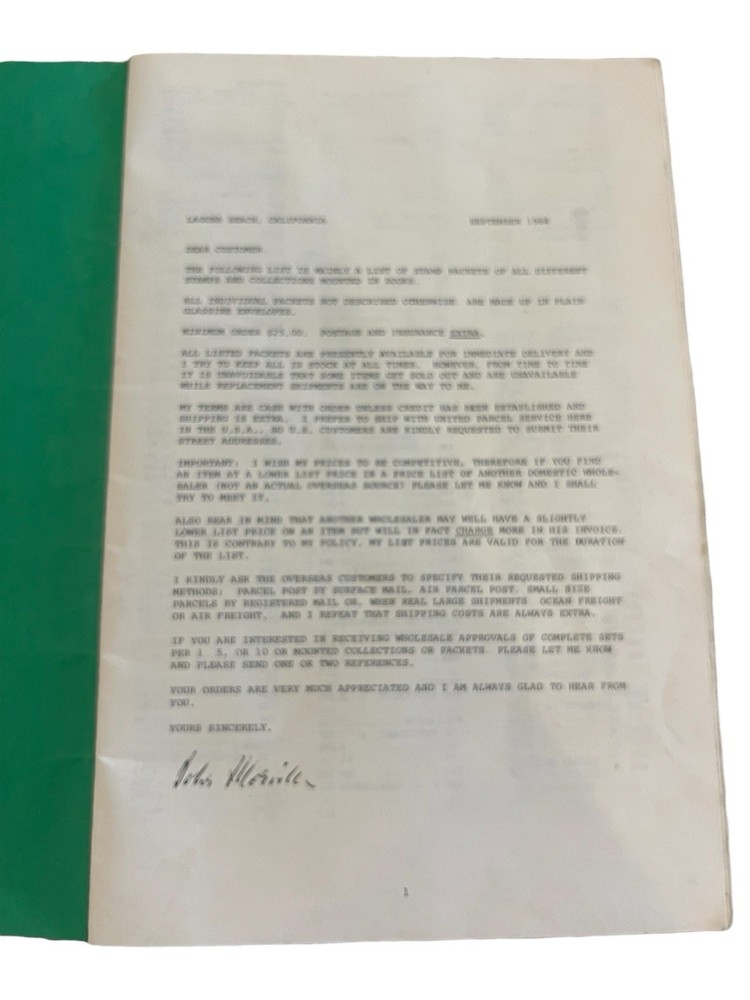 LAGUNA BEACH, CALIFORNIA SEPTEMBER
DEAR CUSTOMER
THE FOLLOWING LIST IS MAINLY A LIST OF STAMP PACKETS OF ALL DIFFERENT
STAMPS AND COLLECTIONS MOUNTED IN BOOKS.
ALL INDIVIDUAL PACKETS NOT DESCRIBED OTHERWISE ARE MADE UP IN PLAIN
GLASSINE ENVELOPES.
MINIMUM ORDER $25.00. POSTAGE AND INSURANCE EXTRA.
ALL LISTED PACKETS ARE PRESENTLY AVAILABLE FOR IMMEDIATE DELIVERY AND
I TRY TO KEEP ALL IN STOCK AT ALL TIMES. HOWEVER, FROM TIME TO TIME
IT IS UNAVOIDABLE THAT SOME ITEMS GET SOLD OUT AND ARE UNAVAILABLE
WHILE REPLACEMENT SHIPMENTS ARE ON THE WAY TO ME.
MY TERMS ARE CASH WITH ORDER UNLESS CREDIT HAS BEEN ESTABLISHED AND
SHIPPING IS EXTRA. I PREFER TO SHIP WITH UNITED PARCEL SERVICE HERE
IN THE U.S.A., SO U.S. CUSTOMERS ARE KINDLY REQUESTED TO SUBMIT THEIR
STREET ADDRESSES.
IMPORTANT: I WISH MY PRICES TO BE COMPETITIVE, THEREFORE IF YOU FIND
AN ITEM AT A LOWER LIST PRICE IN A PRICE LIST OF ANOTHER DOMESTIC WHOLE-
SALER (NOT AN ACTUAL OVERSEAS SOURCE) PLEASE LET ME KNOW AND I SHALL
TRY TO MEET IT.
ALSO BEAR IN MIND THAT ANOTHER WHOLESALER MAY WELL HAVE A SLIGHTLY
LOWER LIST PRICE ON AN ITEM BUT WILL IN FACT CHARGE MORE IN HIS INVOICE.
THIS IS CONTRARY TO MY POLICY. MY LIST PRICES ARE VALID FOR THE DURATION
OF THE LIST.
I KINDLY ASK THE OVERSEAS CUSTOMERS TO SPECIFY THEIR REQUESTED SHIPPING
METHODS: PARCEL POST BY SURFACE MAIL, AIR PARCEL POST, SMALL SIZE
PARCELS BY REGISTERED MAIL OR, WHEN REAL LARGE SHIPMENTS OCEAN FREIGHT
OR AIR FREIGHT. AND I REPEAT THAT SHIPPING COSTS ARE ALWAYS EXTRA.
IF YOU ARE INTERESTED IN RECEIVING WHOLESALE APPROVALS OF COMPLETE SETS
PER 1 5, OR 10 OR MOUNTED COLLECTIONS OR PACKETS PLEASE LET ME KNOW
AND PLEASE SEND ONE OR TWO REFERENCES.
YOUR ORDERS ARE VERY MUCH APPRECIATED AND I AM ALWAYS GLAD TO HEAR FROM
YOU.
YOURS SINCERELY,
1